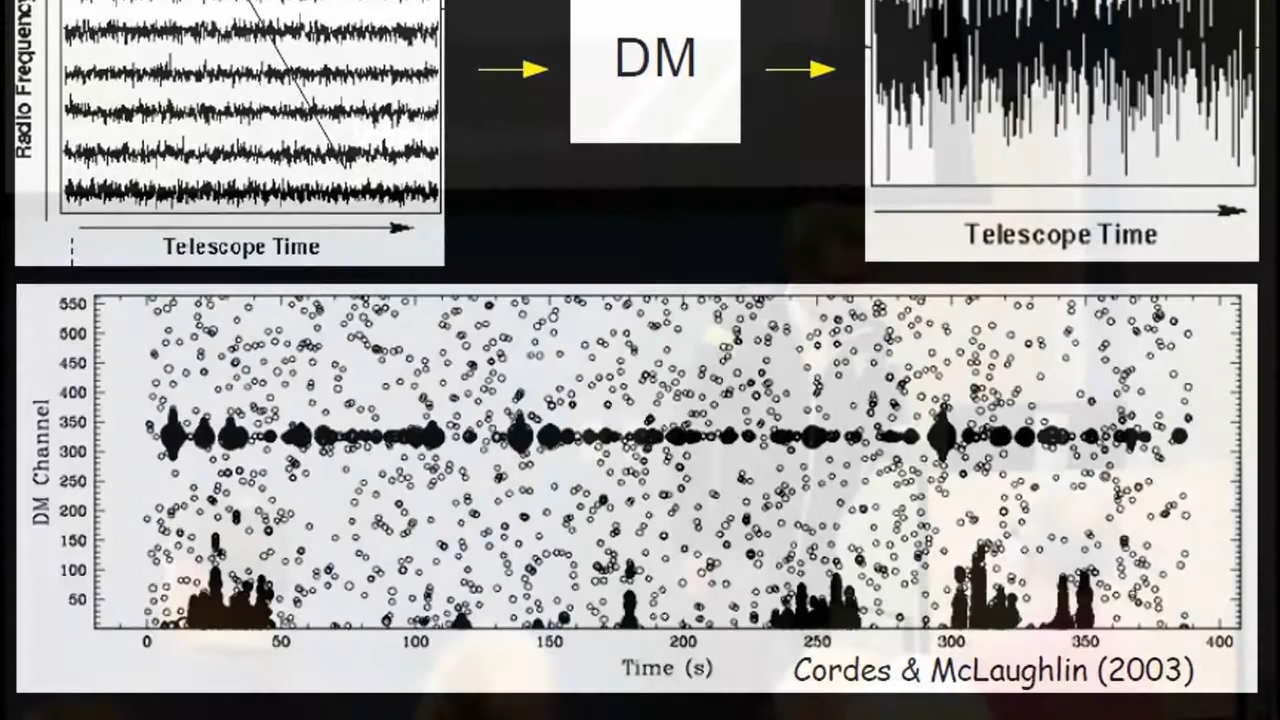 Radio Frequency
DM
Telescope Time
Telescope Time
DM Channel
550
500
450
400
350
300
250
200
150
100
50
0
50
100
150
200
250
300
350
400
Time (s)
Cordes & McLaughlin (2003)